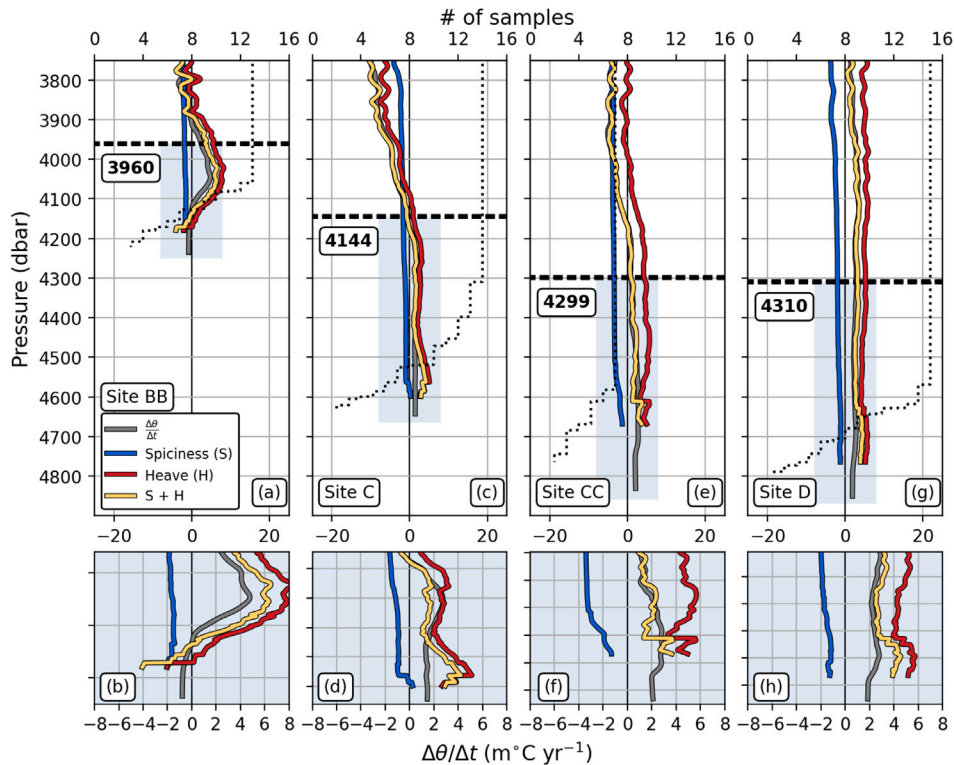 # of samples
0 4 8 12 16 0 4 8 12 16 0 4 8 12 16 0 4 8 12 16
Pressure (dbar)
3800
3900
4000
4100
4200
4300
4400
4500
4600
4700
4800
3960
4144
4299
4310
Site BB
Δθ/Δt
Spiciness (S)
Heave (H)
S + H
(a)
Site C
(c)
Site CC
(e)
Site D
(g)
−20 0 20 −20 0 20 −20 0 20 −20 0 20
(b)
(d)
(f)
(h)
−8 −6 −4 −2 0 2 4 6 8 −6 −4 −2 0 2 4 6 8 −6 −4 −2 0 2 4 6 8 −6 −4 −2 0 2 4 6 8
Δθ/Δt (m°C yr⁻¹)